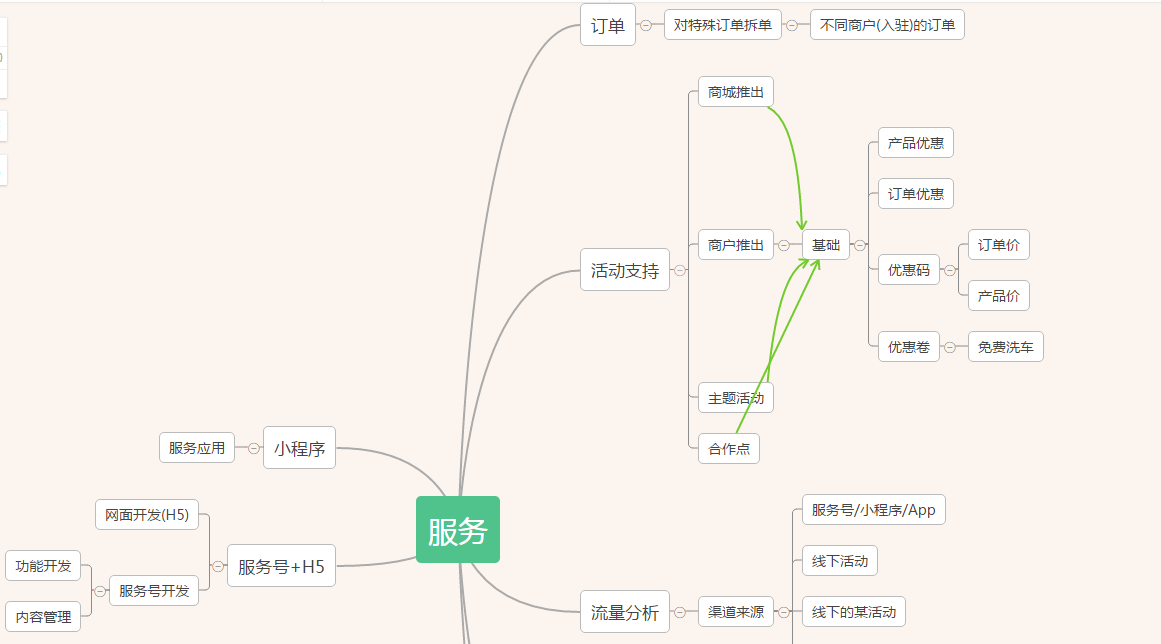 订单
对特殊订单拆单
不同商户(入驻)的订单
商城推出
产品优惠
订单优惠
活动支持
商户推出
基础
优惠码
订单价
产品价
优惠卷
免费洗车
主题活动
合作点
服务应用
小程序
服务
网面开发(H5)
服务号+H5
功能开发
服务号开发
内容管理
流量分析
渠道来源
服务号/小程序/App
线下活动
线下的某活动